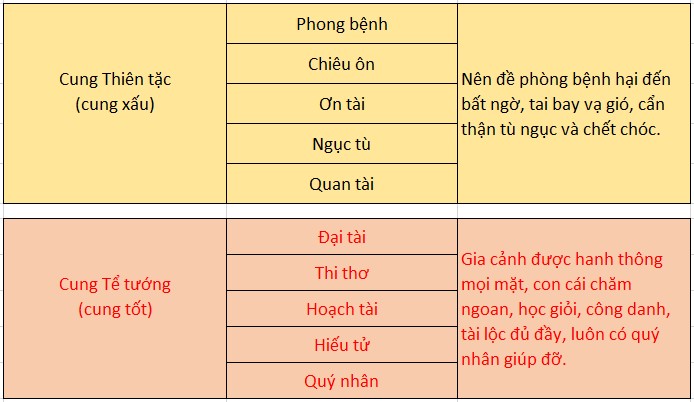 Cung Thiên tặc
(cung xấu)
Phong bệnh
Chiêu ôn
Ơn tài
Ngục tù
Quan tài
Nên đề phòng bệnh hại đến
bất ngờ, tai bay vạ gió, cẩn
thận tù ngục và chết chóc.
Cung Tể tướng
(cung tốt)
Đại tài
Thi thơ
Hoạch tài
Hiếu tử
Quý nhân
Gia cảnh được hanh thông
mọi mặt, con cái chăm
ngoan, học giỏi, công danh,
tài lộc đủ đầy, luôn có quý
nhân giúp đỡ.